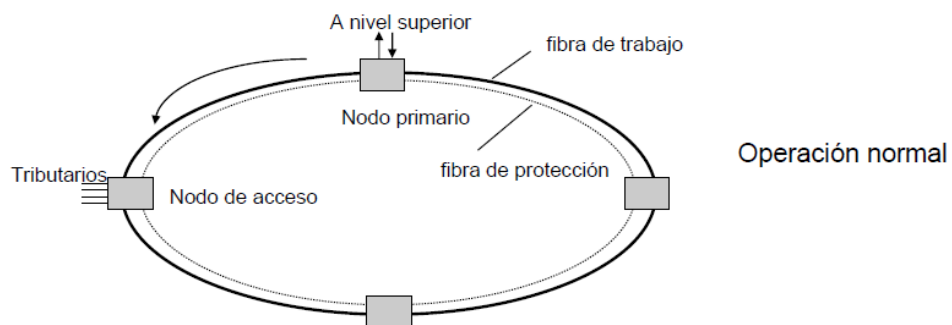 A nivel superior
fibra de trabajo
Nodo primario
fibra de protección
Operación normal
Tributarios
Nodo de acceso